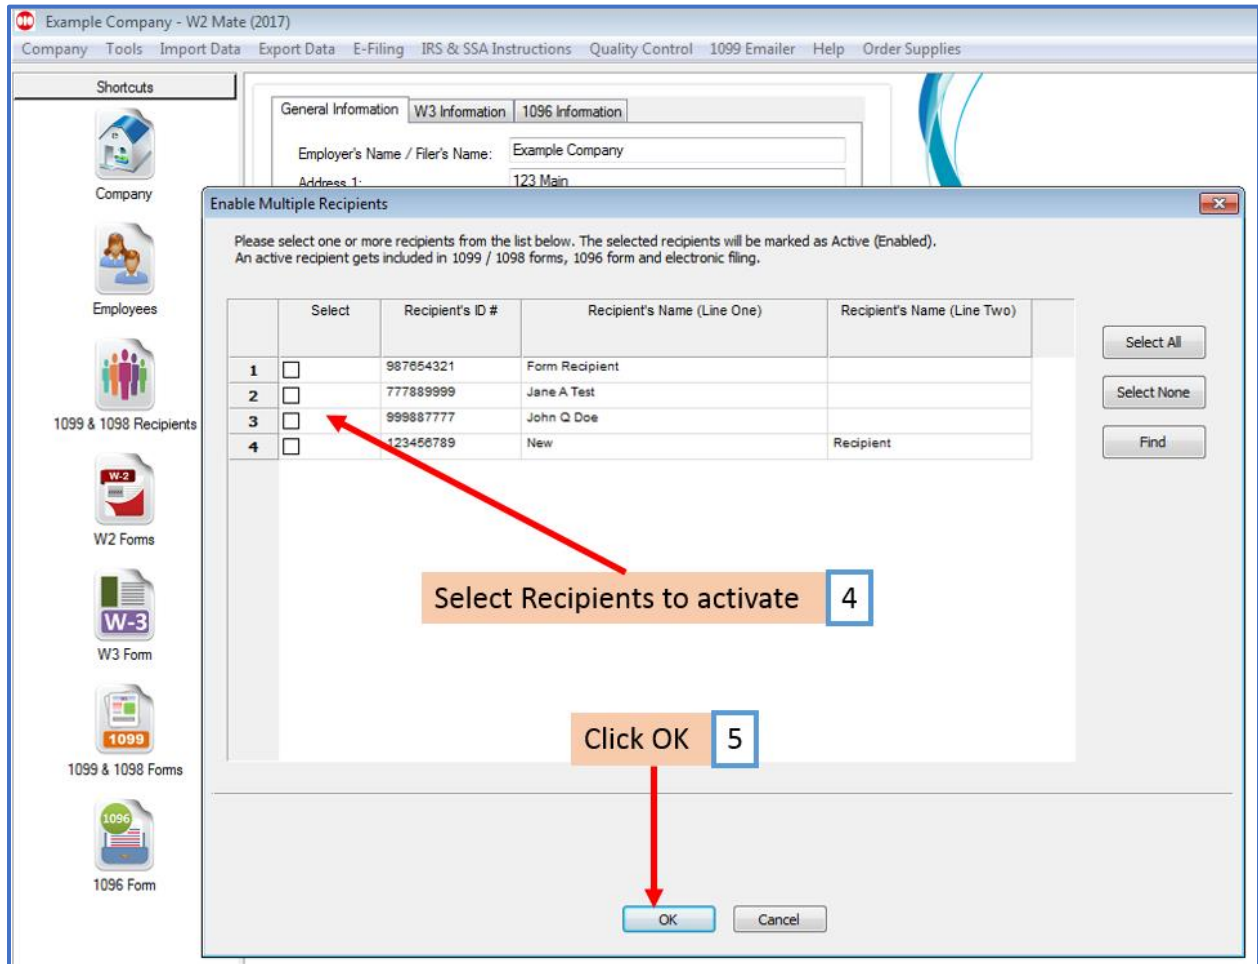 Example Company - W2 Mate (2017)
Company Tools Import Data Export Data E-Filing IRS & SSA Instructions Quality Control 1099 Emailer Help Order Supplies
Shortcuts
Company
Employees
1099 & 1098 Recipients
W-2
W2 Forms
W-3
W3 Form
1099
1099 & 1098 Forms
1096
1096 Form
General Information W3 Information 1096 Information
Employer's Name / Filer's Name: Example Company
Address 1: 123 Main
Enable Multiple Recipients
Please select one or more recipients from the list below. The selected recipients will be marked as Active (Enabled).
An active recipient gets included in 1099 / 1098 forms, 1096 form and electronic filing.
Select Recipient's ID # Recipient's Name (Line One) Recipient's Name (Line Two)
1 987654321 Form Recipient
2 777889999 Jane A Test
3 999887777 John Q Doe
4 123456789 New Recipient
Select All
Select None
Find
Select Recipients to activate 4
Click OK 5
OK Cancel